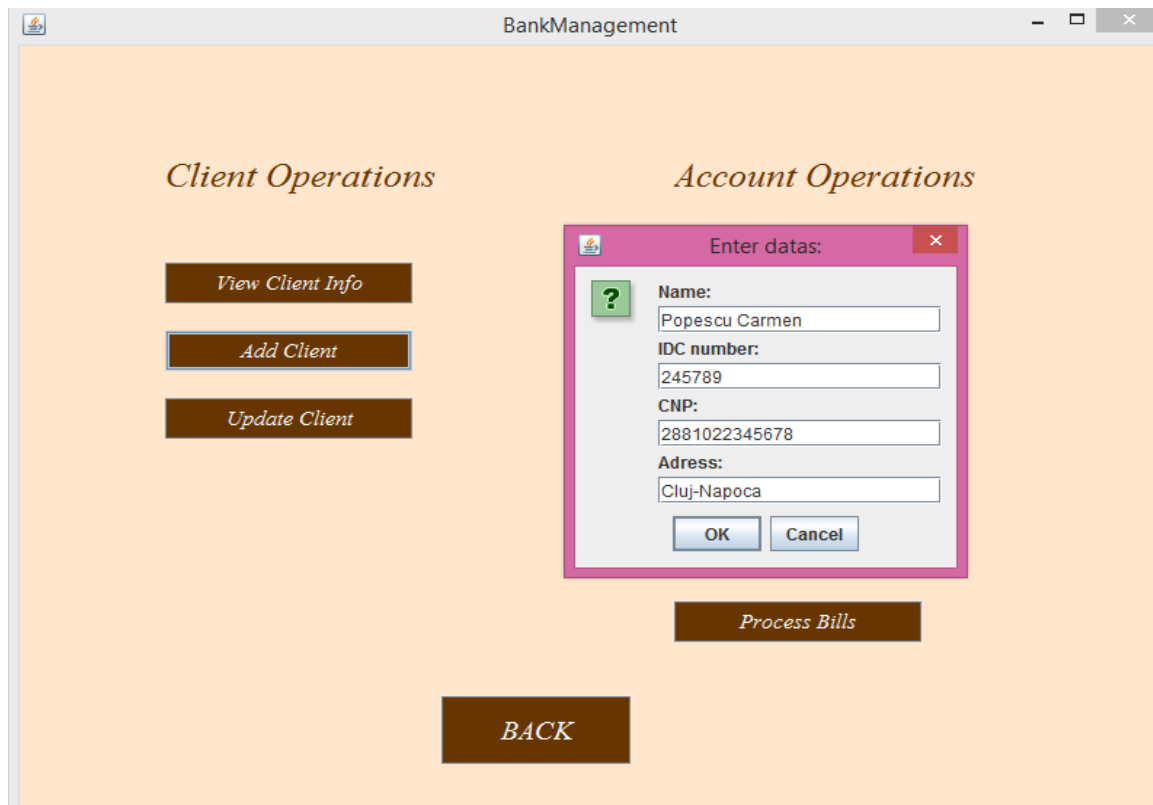 BankManagement
Client Operations
Account Operations
View Client Info
Add Client
Update Client
Enter datas:
?
Name:
Popescu Carmen
IDC number:
245789
CNP:
2881022345678
Adress:
Cluj-Napoca
OK Cancel
Process Bills
BACK